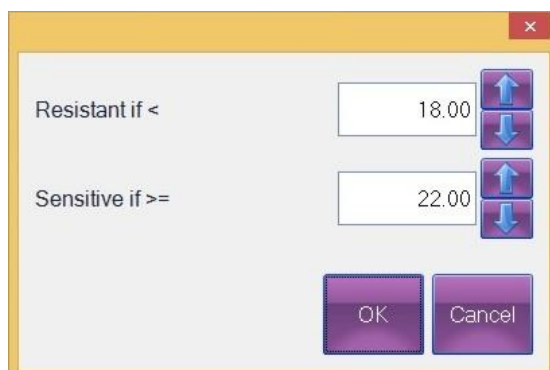 Resistant if < 18.00
Sensitive if >= 22.00
OK Cancel